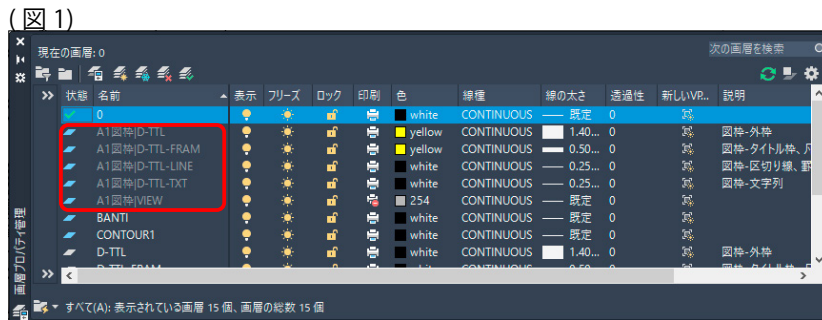 (図 1)
現在の画層: 0
次の画層を検索
状態 名前 表示 フリーズ ロック 印刷 色 線種 線の太さ 透過性 新しいVP... 説明
0 white CONTINUOUS 既定 0
A1図枠|D-TTL yellow CONTINUOUS 1.40... 0 図枠-外枠
A1図枠|D-TTL-FRAM yellow CONTINUOUS 0.50... 0 図枠-タイトル枠、
A1図枠|D-TTL-LINE white CONTINUOUS 0.25... 0 図枠-区切り線、
A1図枠|D-TTL-TXT white CONTINUOUS 0.25... 0 図枠-文字列
A1図枠|VIEW 254 CONTINUOUS 既定 0
BANTI white CONTINUOUS 既定 0
CONTOUR1 white CONTINUOUS 既定 0
D-TTL white CONTINUOUS 1.40... 0 図枠-外枠
画層プロパティ管理
すべて(A): 表示されている画層 15 個、画層の総数 15 個